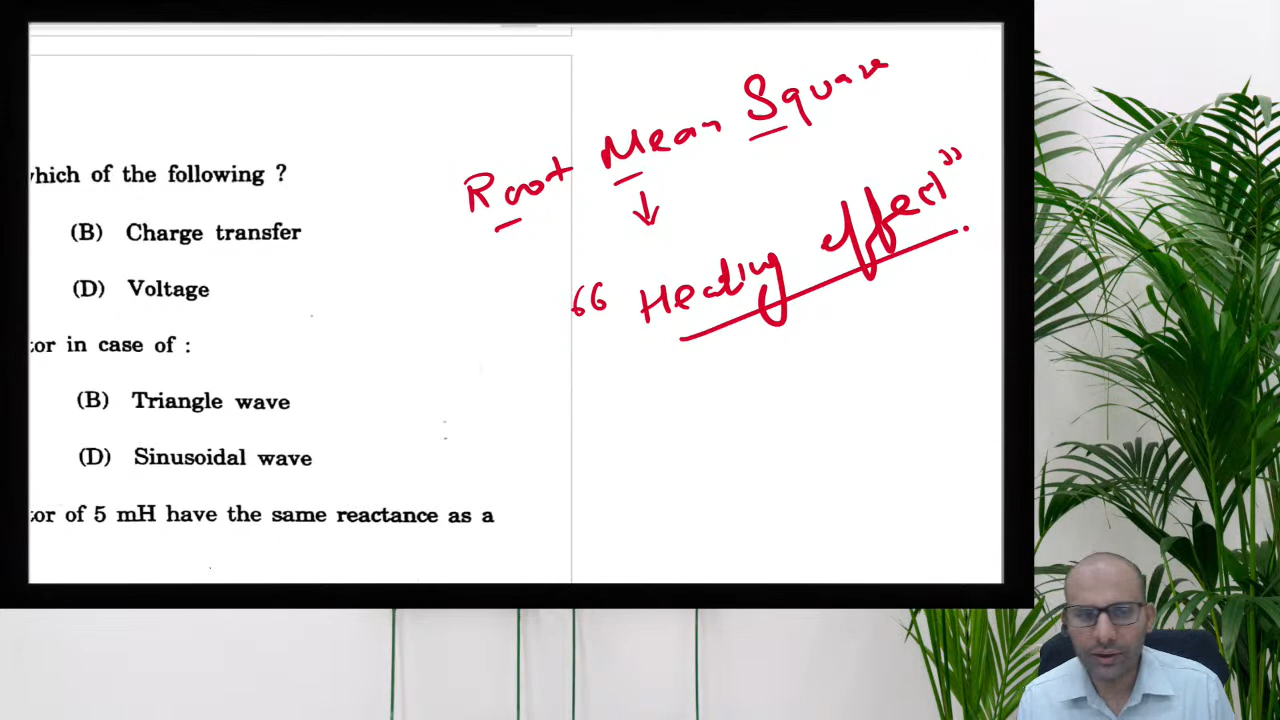 Root Mean Square
↓
"Heating effect"
which of the following ?
(B) Charge transfer
(D) Voltage
tor in case of :
(B) Triangle wave
(D) Sinusoidal wave
tor of 5 mH have the same reactance as a